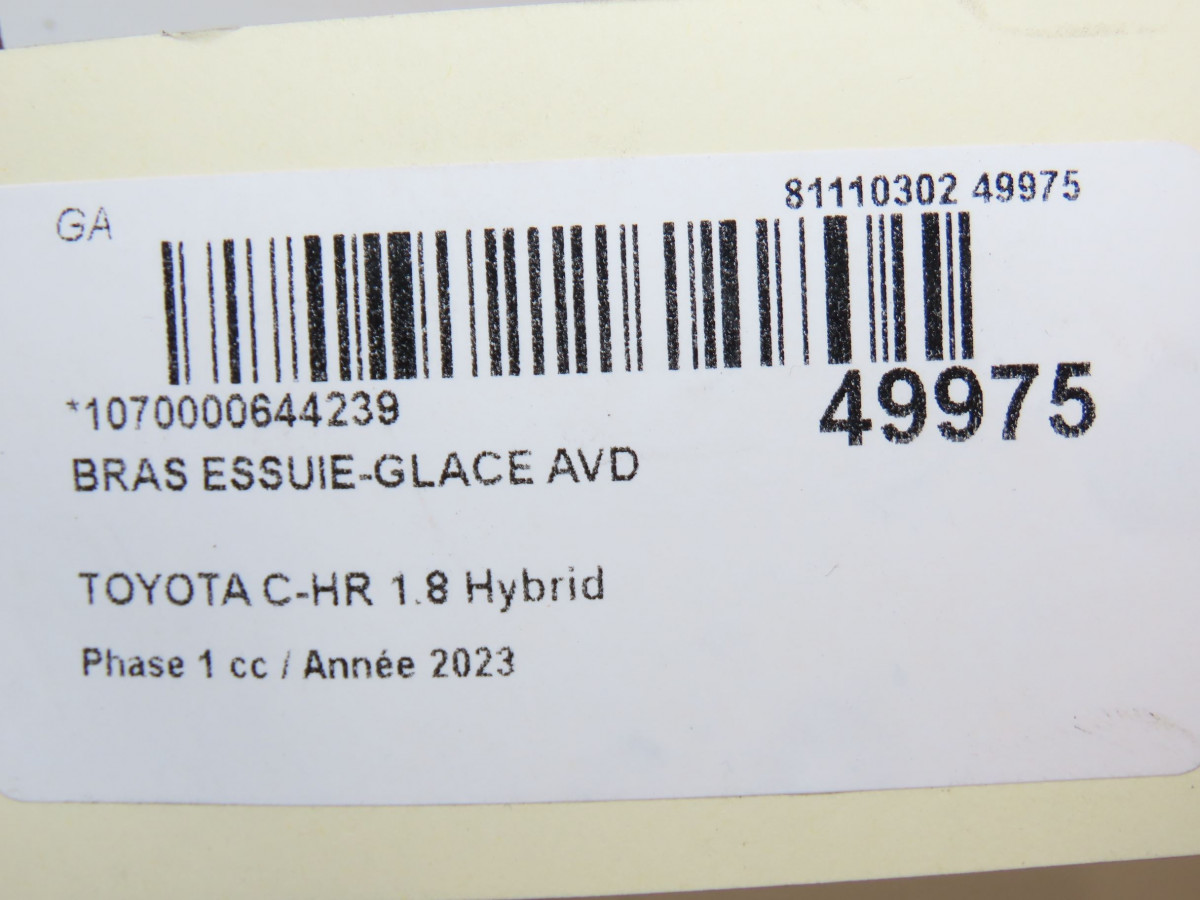 81110302 49975
GA
*1070000644239
49975
BRAS ESSUIE-GLACE AVD
TOYOTA C-HR 1.8 Hybrid
Phase 1 cc / Année 2023